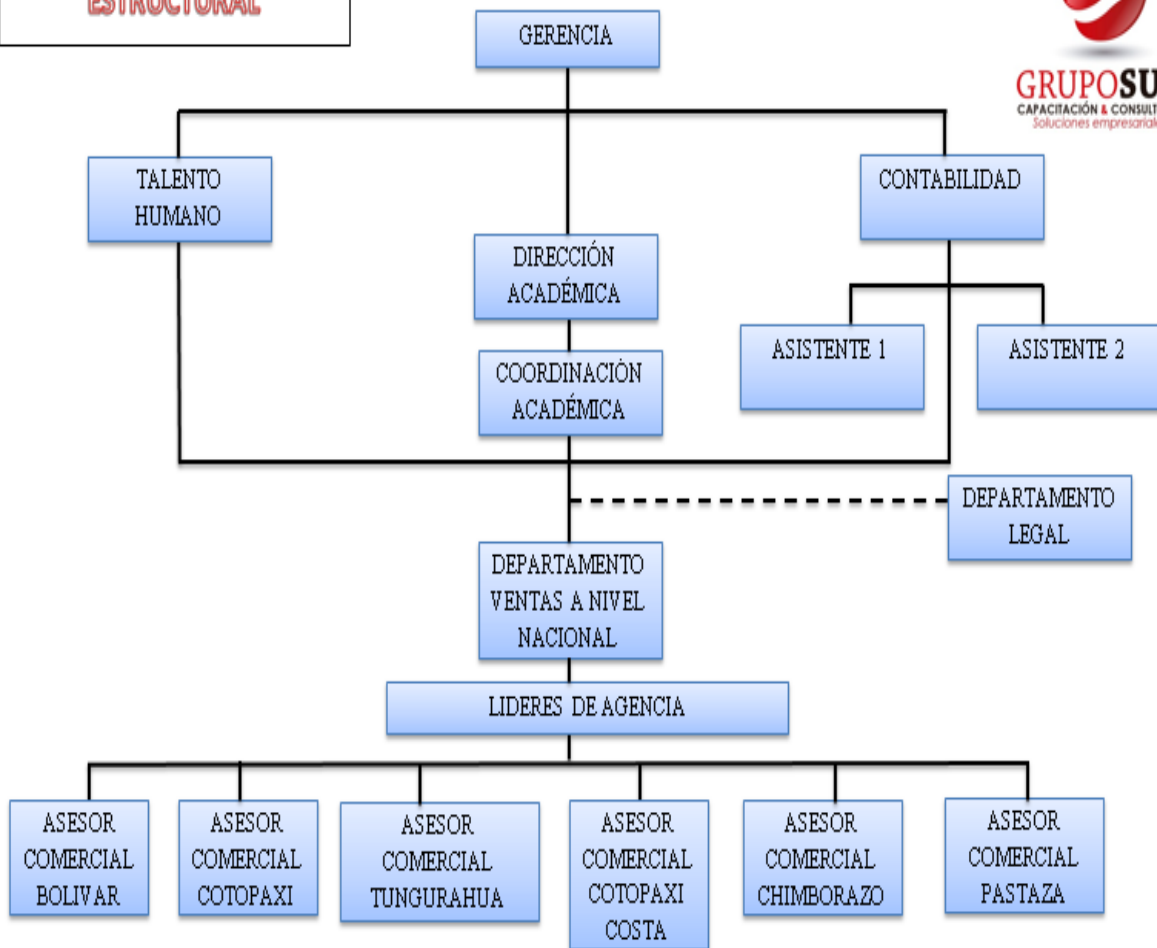 ESTRUCTURAL
GERENCIA
GRUPOSU
CAPACITACIÓN & CONSULT
Soluciones empresariale
TALENTO
HUMANO
CONTABILIDAD
DIRECCIÓN
ACADÉMICA
ASISTENTE 1
ASISTENTE 2
COORDINACIÓN
ACADÉMICA
DEPARTAMENTO
LEGAL
DEPARTAMENTO
VENTAS A NIVEL
NACIONAL
LIDERES DE AGENCIA
ASESOR
COMERCIAL
BOLIVAR
ASESOR
COMERCIAL
COTOPAXI
ASESOR
COMERCIAL
TUNGURAHUA
ASESOR
COMERCIAL
COTOPAXI
COSTA
ASESOR
COMERCIAL
CHIMBORAZO
ASESOR
COMERCIAL
PASTAZA